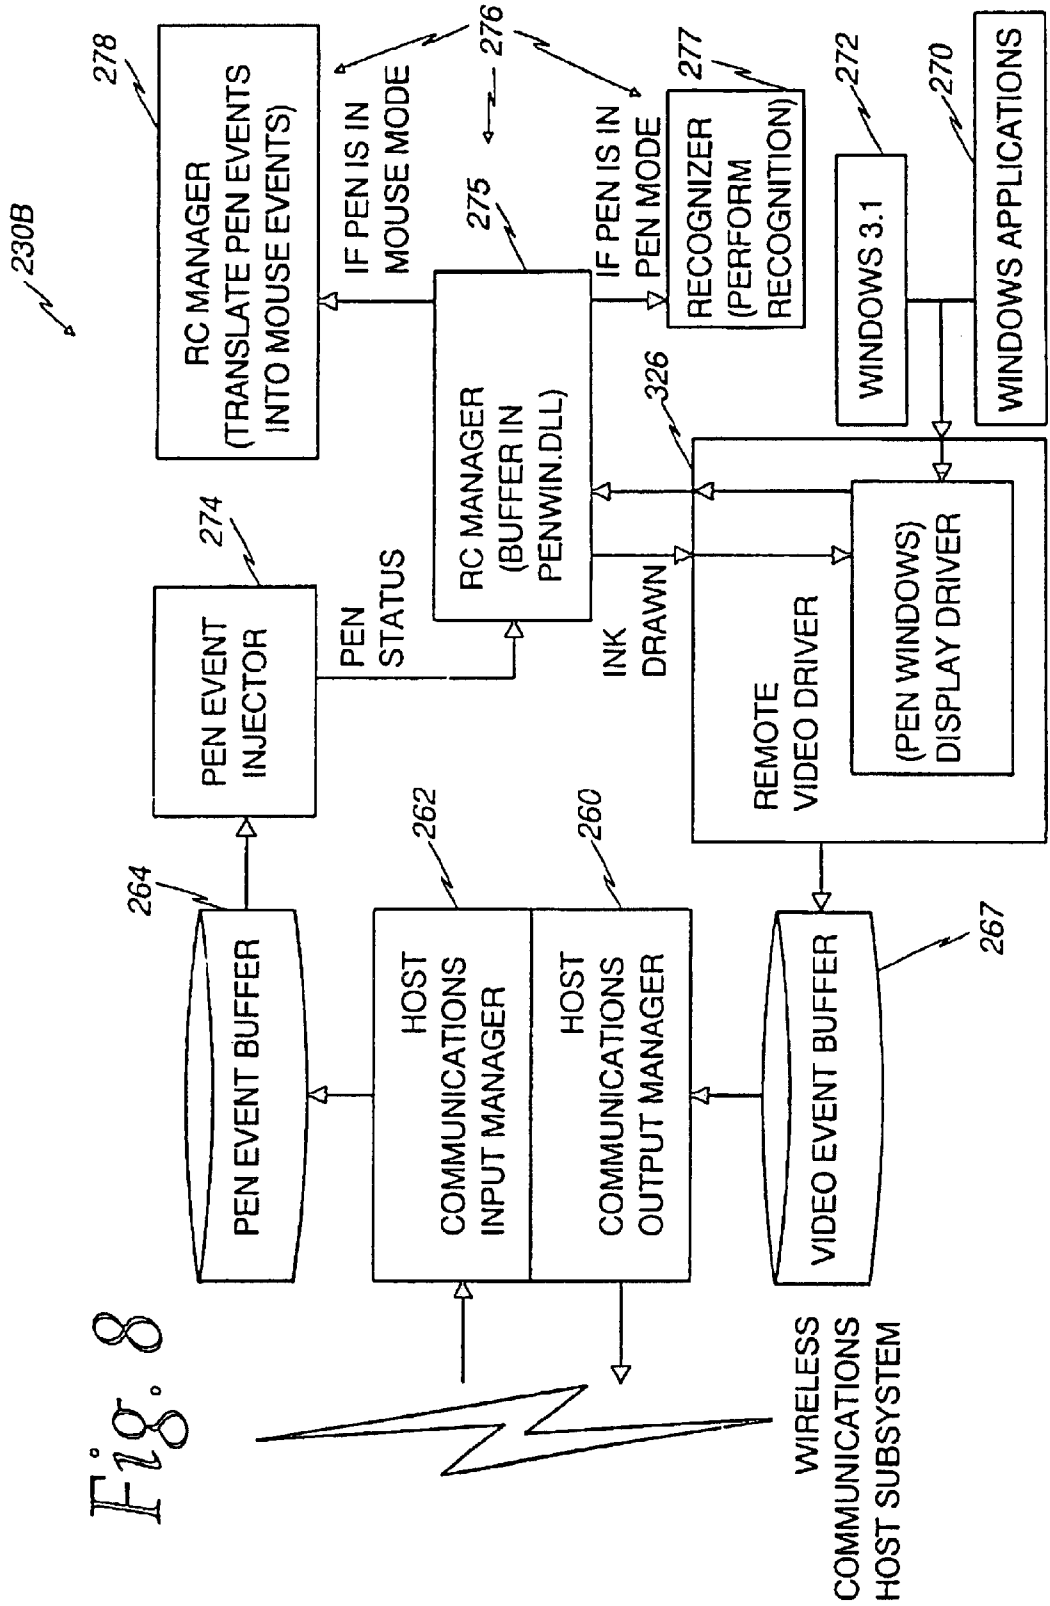 Fig. 8
230B
WIRELESS
COMMUNICATIONS
HOST SUBSYSTEM
264
PEN EVENT BUFFER
274
PEN EVENT
INJECTOR
PEN
STATUS
278
RC MANAGER
(TRANSLATE PEN EVENTS
INTO MOUSE EVENTS)
IF PEN IS IN
MOUSE MODE
276
262
HOST
COMMUNICATIONS
INPUT MANAGER
260
HOST
COMMUNICATIONS
OUTPUT MANAGER
275
RC MANAGER
(BUFFER IN
PENWIN.DLL)
IF PEN IS IN
PEN MODE
277
RECOGNIZER
(PERFORM
RECOGNITION)
INK
DRAWN
326
REMOTE
VIDEO DRIVER
(PEN WINDOWS)
DISPLAY DRIVER
272
WINDOWS 3.1
270
WINDOWS APPLICATIONS
VIDEO EVENT BUFFER
267